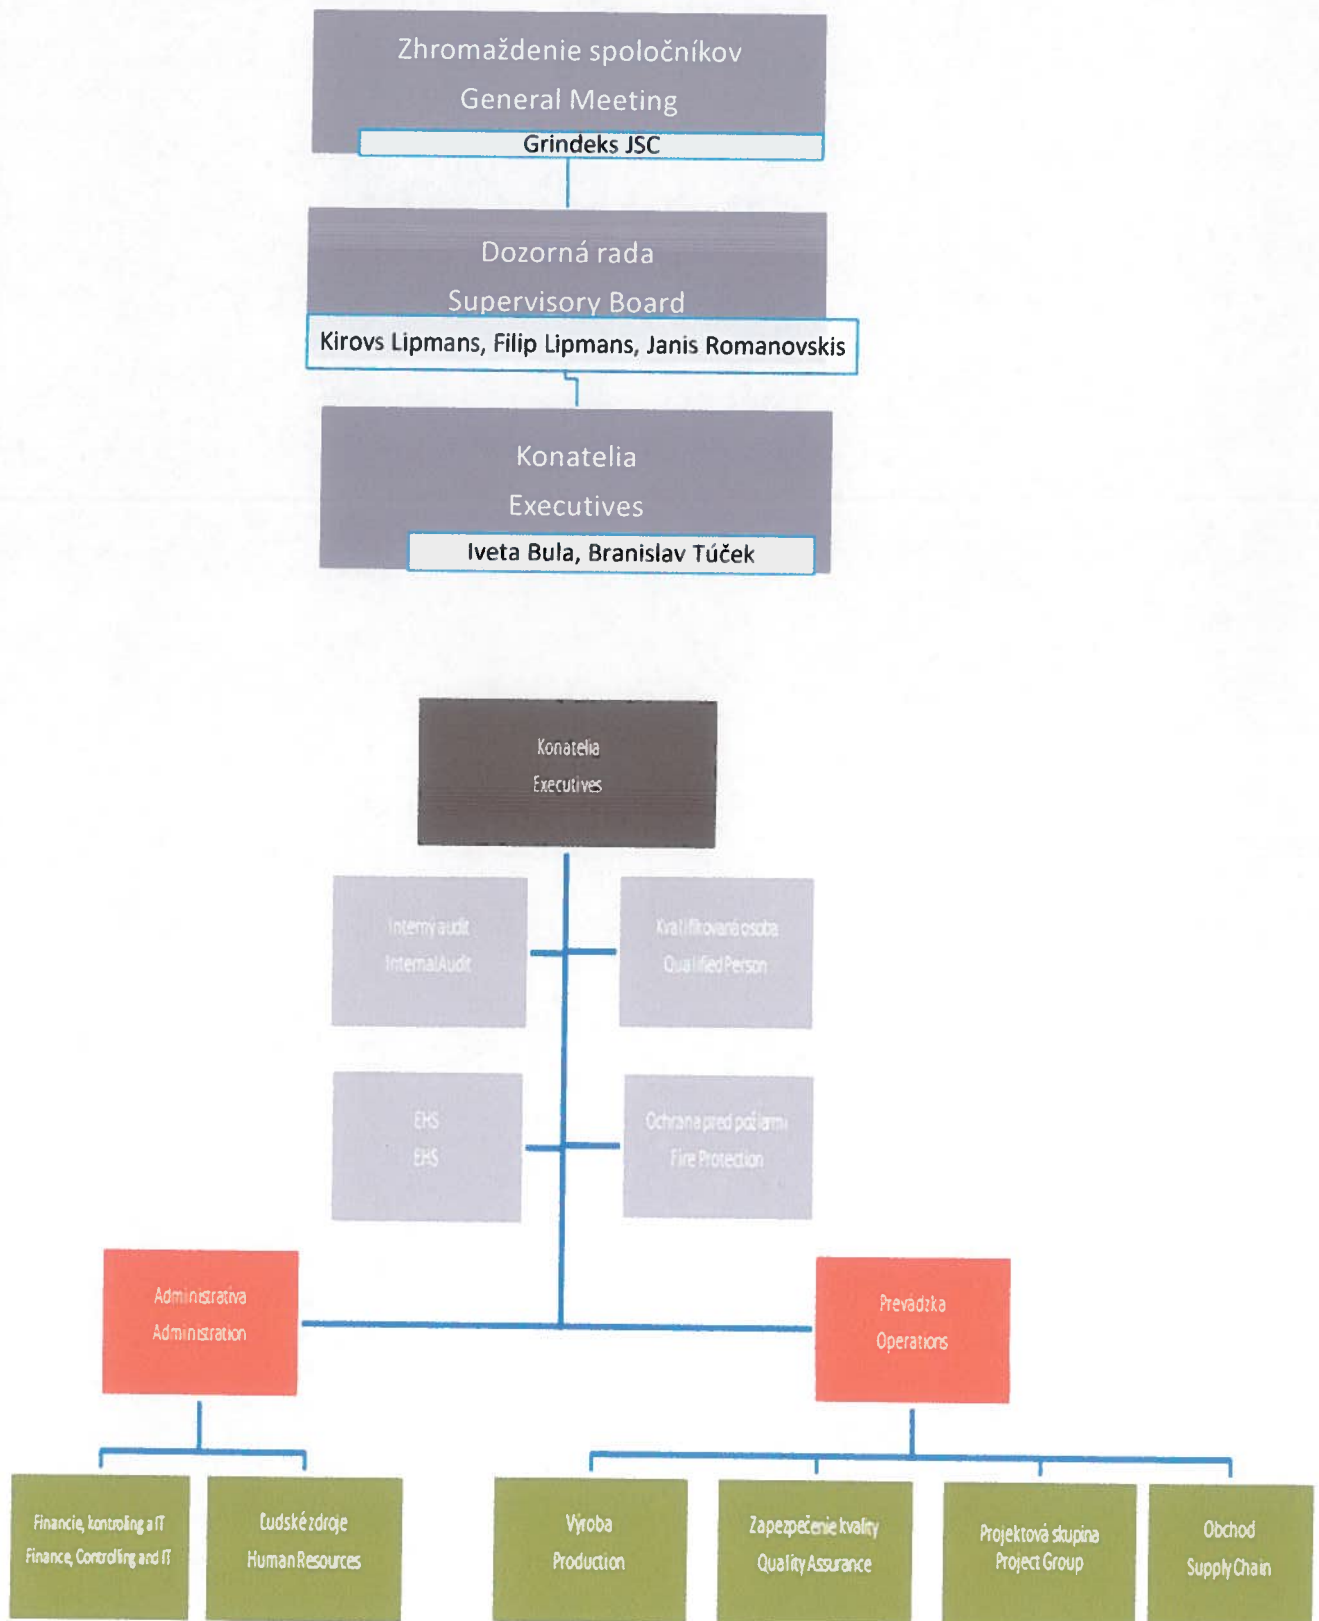 Zhromaždenie spoločníkov
General Meeting
Grindeks JSC
Dozorná rada
Supervisory Board
Kirovs Lipmans, Filip Lipmans, Janis Romanovskis
Konatelia
Executives
Iveta Bula, Branislav Túček
Konatelia
Executives
Interný audit
Internal Audit
Kvalifikovaná osoba
Qualified Person
EHS
EHS
Ochrana pred požiarmi
Fire Protection
Administratíva
Administration
Prevádzka
Operations
Financie, kontroling a IT
Finance, Controlling and IT
Ľudské zdroje
Human Resources
Výroba
Production
Zapezpečenie kvality
Quality Assurance
Projektová skupina
Project Group
Obchod
Supply Chain